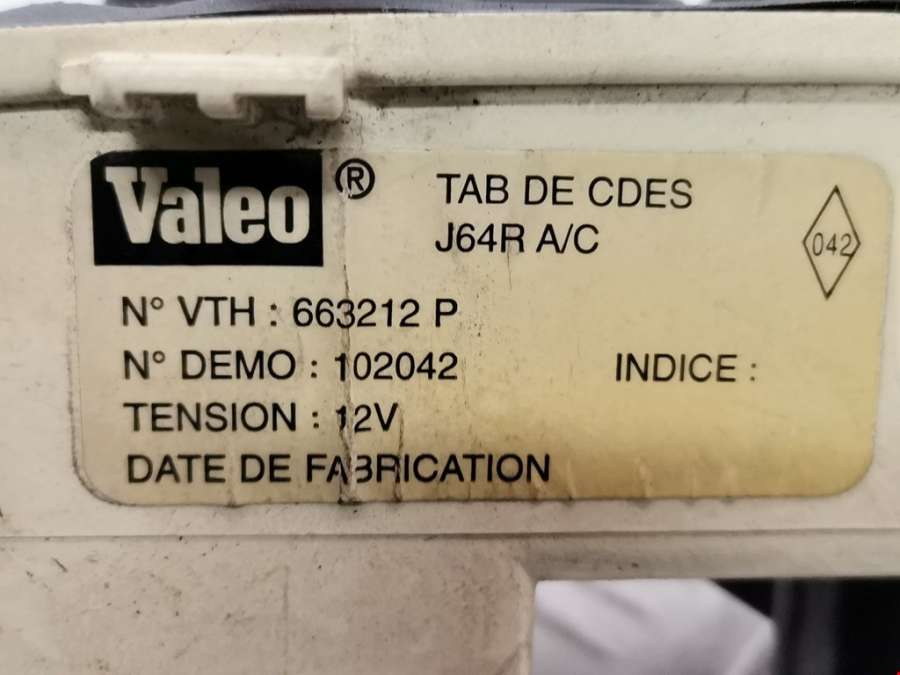 Valeo ®
TAB DE CDES
J64R A/C
042
N° VTH : 663212 P
N° DEMO : 102042
INDICE :
TENSION : 12V
DATE DE FABRICATION